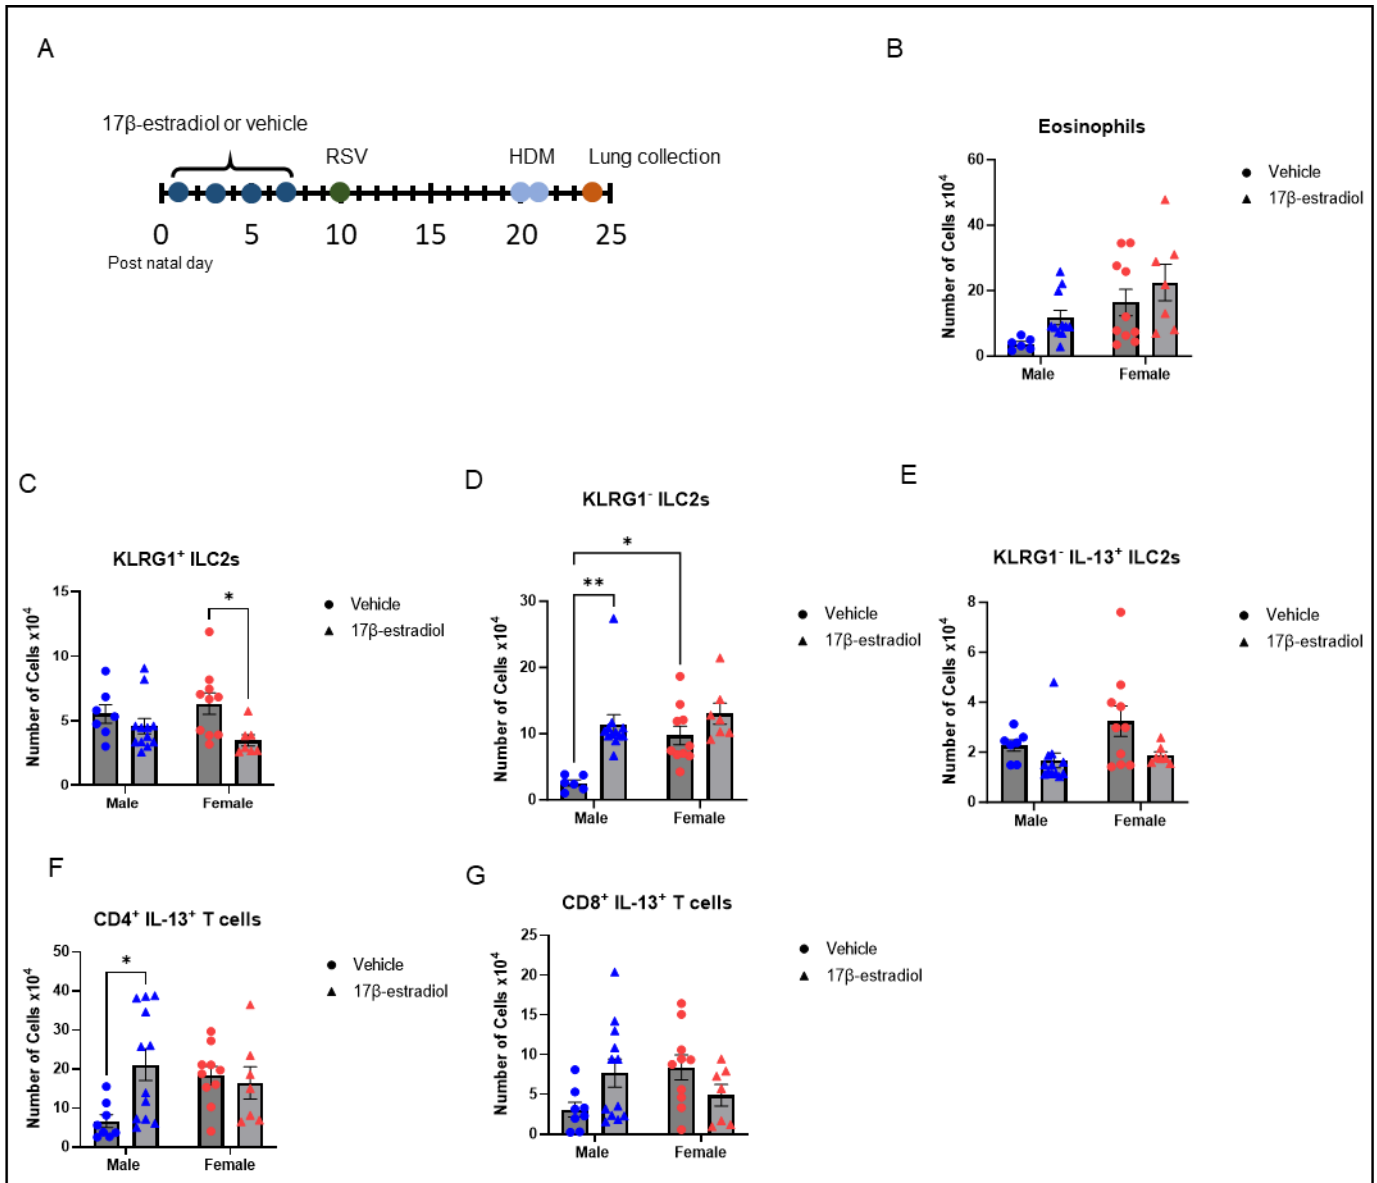 A
17β-estradiol or vehicle
RSV
HDM
Lung collection
0 5 10 15 20 25
Post natal day
B
Eosinophils
Number of Cells x10⁴
60
40
20
0
Male
Female
Vehicle
17β-estradiol
C
KLRG1⁺ ILC2s
Number of Cells x10⁴
15
10
5
0
*
Male
Female
Vehicle
17β-estradiol
D
KLRG1⁻ ILC2s
Number of Cells x10⁴
30
20
10
0
*
**
Male
Female
Vehicle
17β-estradiol
E
KLRG1⁻ IL-13⁺ ILC2s
Number of Cells x10⁴
8
6
4
2
0
Male
Female
Vehicle
17β-estradiol
F
CD4⁺ IL-13⁺ T cells
Number of Cells x10⁴
50
40
30
20
10
0
*
Male
Female
Vehicle
17β-estradiol
G
CD8⁺ IL-13⁺ T cells
Number of Cells x10⁴
25
20
15
10
5
0
Male
Female
Vehicle
17β-estradiol